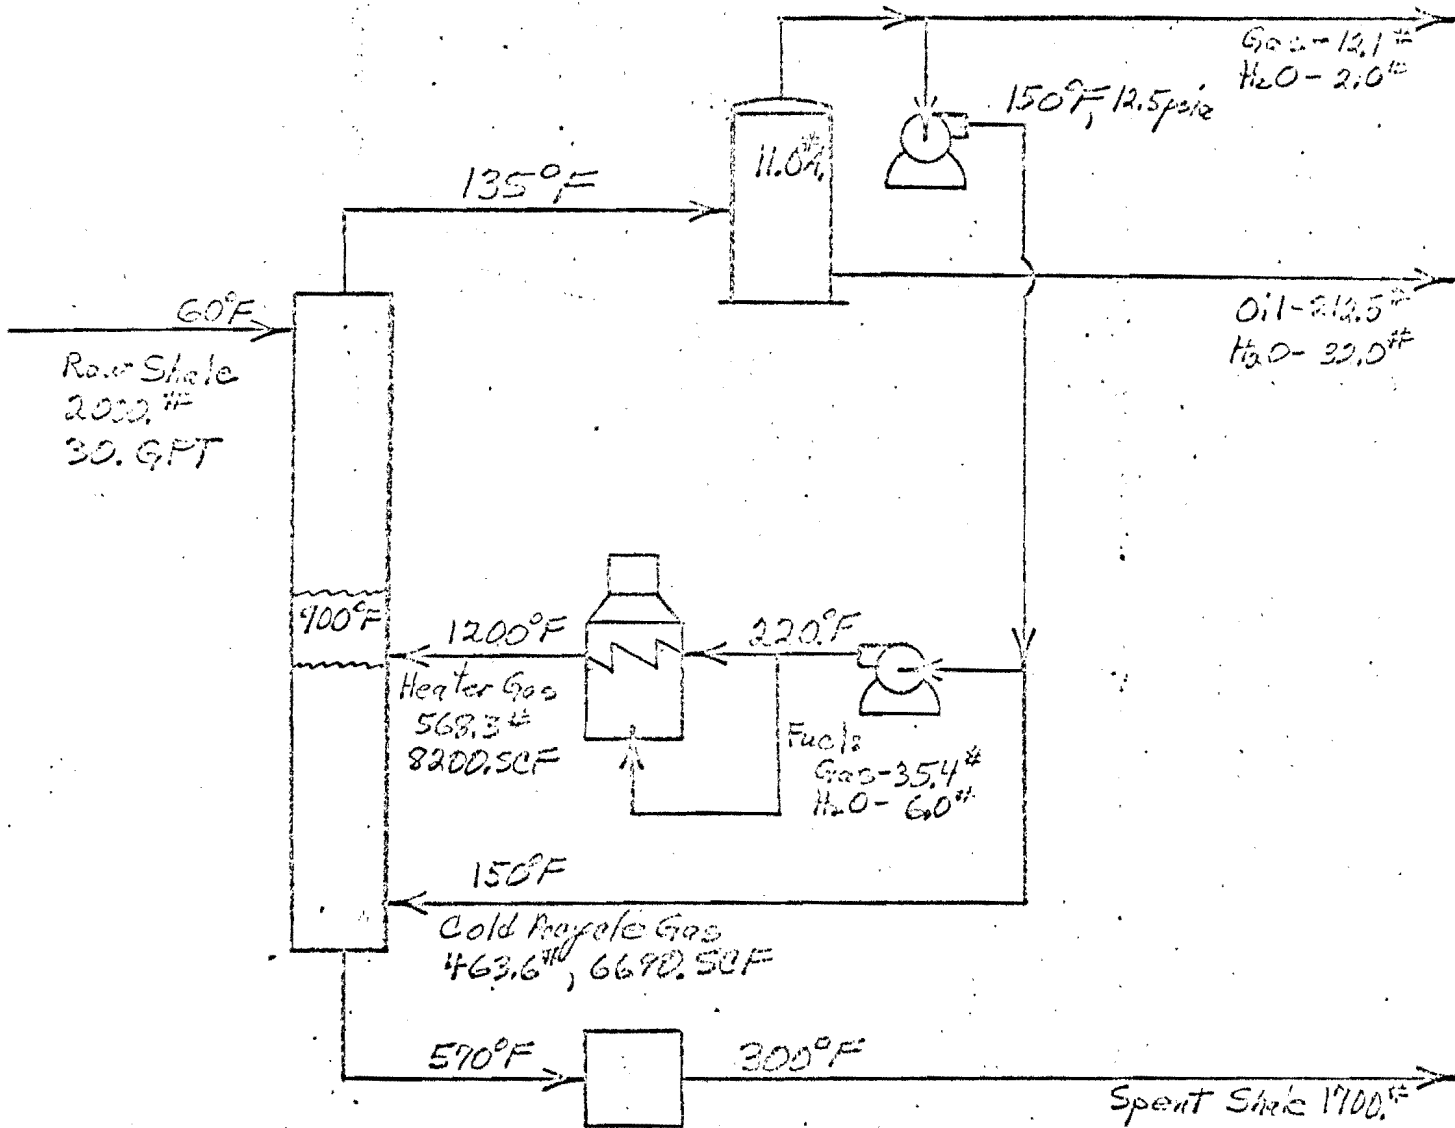 Gas-12.1#
H₂O-2.0#
150°F, 12.5psia
11.0#/
135°F
60°F
Raw Shale
2000.#
30. GPT
Oil-212.5#
H₂O-32.0#
900°F
1200°F
Heater Gas
568.3#
8200.SCF
220°F
Fuel:
Gas-35.4#
H₂O-6.0#
150°F
Cold Recycle Gas
463.6#, 6690.SCF
570°F
300°F
Spent Shale 1700.#